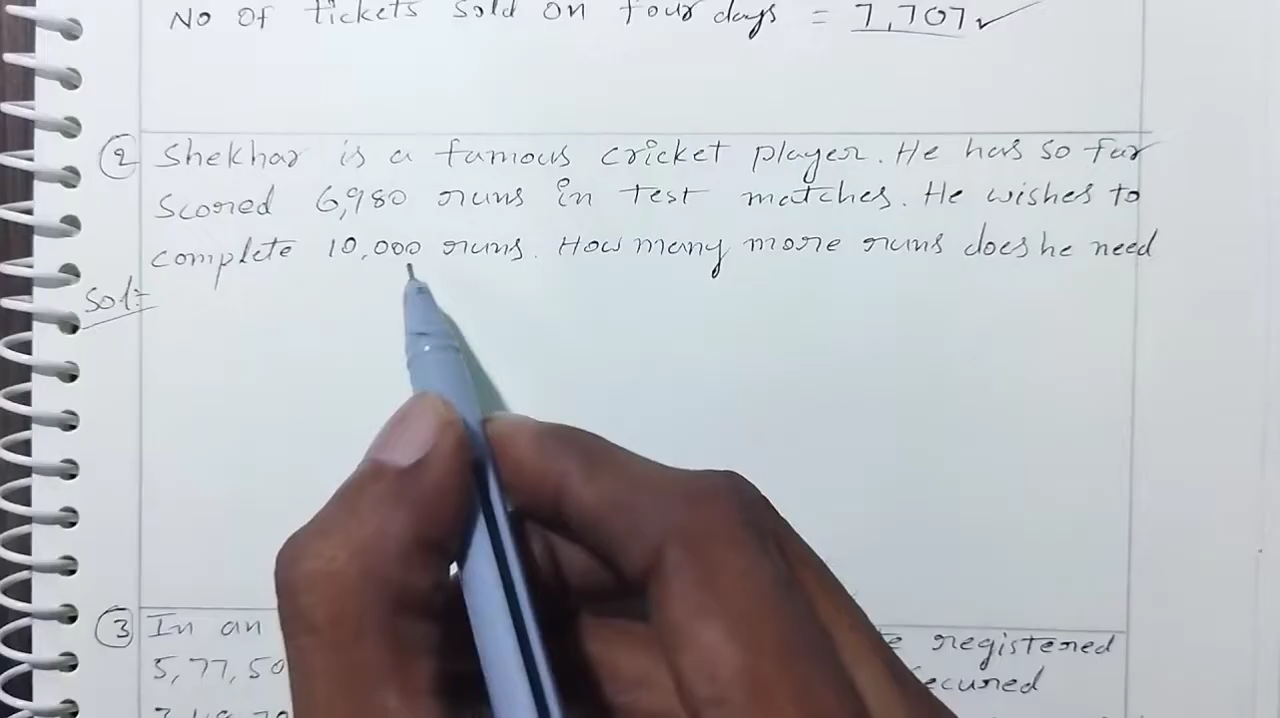 No of tickets sold on four days = 7,707 ✓
② Shekhar is a famous cricket player. He has so far
scored 6,980 runs in test matches. He wishes to
complete 10,000 runs. How many more runs does he need
Sol:-
③ In an registered
5,77,50 ecured